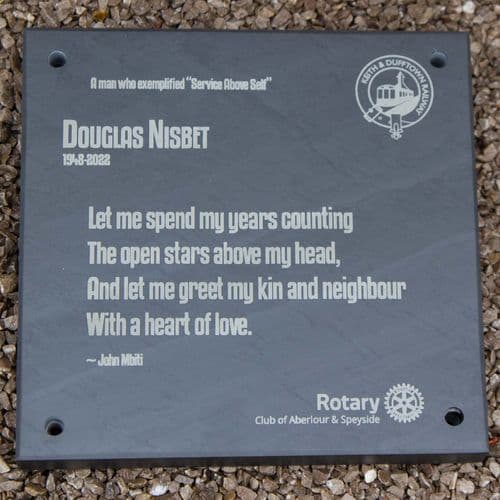 A man who exemplified "Service Above Self"
KEITH & DUFFTOWN RAILWAY
DOUGLAS NISBET
1948-2022
Let me spend my years counting
The open stars above my head,
And let me greet my kin and neighbour
With a heart of love.
~ John Mbiti
Rotary
Club of Aberlour & Speyside